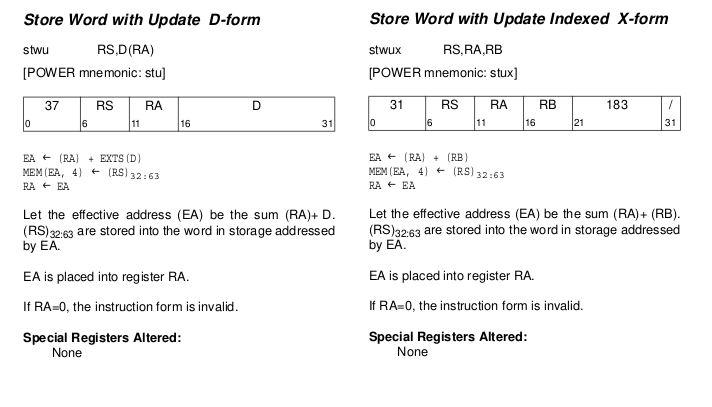 Store Word with Update D-form
stwu RS,D(RA)
[POWER mnemonic: stu]
37 RS RA D
0 6 11 16 31
EA ← (RA) + EXTS(D)
MEM(EA, 4) ← (RS)32:63
RA ← EA
Let the effective address (EA) be the sum (RA)+ D.
(RS)32:63 are stored into the word in storage addressed
by EA.
EA is placed into register RA.
If RA=0, the instruction form is invalid.
Special Registers Altered:
None
Store Word with Update Indexed X-form
stwux RS,RA,RB
[POWER mnemonic: stux]
31 RS RA RB 183 /
0 6 11 16 21 31
EA ← (RA) + (RB)
MEM(EA, 4) ← (RS)32:63
RA ← EA
Let the effective address (EA) be the sum (RA)+ (RB).
(RS)32:63 are stored into the word in storage addressed
by EA.
EA is placed into register RA.
If RA=0, the instruction form is invalid.
Special Registers Altered:
None